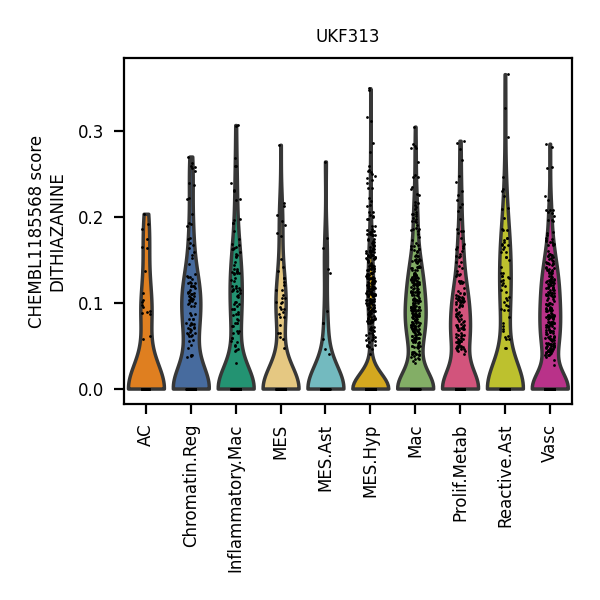 UKF313
CHEMBL1185568 score
DITHIAZANINE
0.3
0.2
0.1
0.0
AC
Chromatin.Reg
Inflammatory.Mac
MES
MES.Ast
MES.Hyp
Mac
Prolif.Metab
Reactive.Ast
Vasc